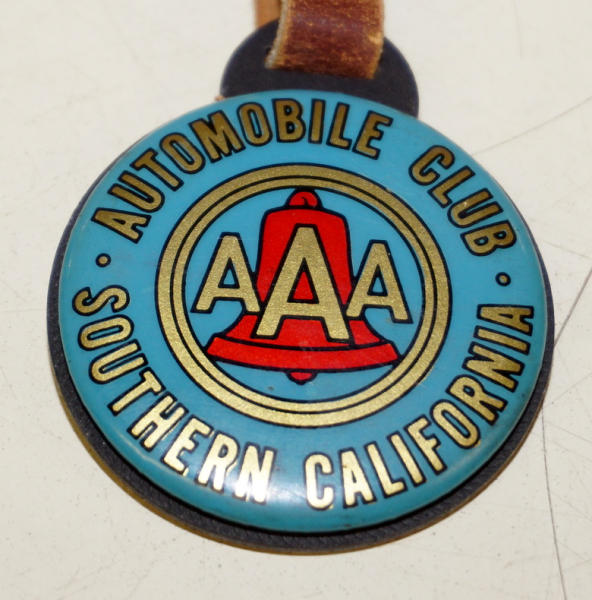 AUTOMOBILE CLUB
AAA
· SOUTHERN CALIFORNIA ·